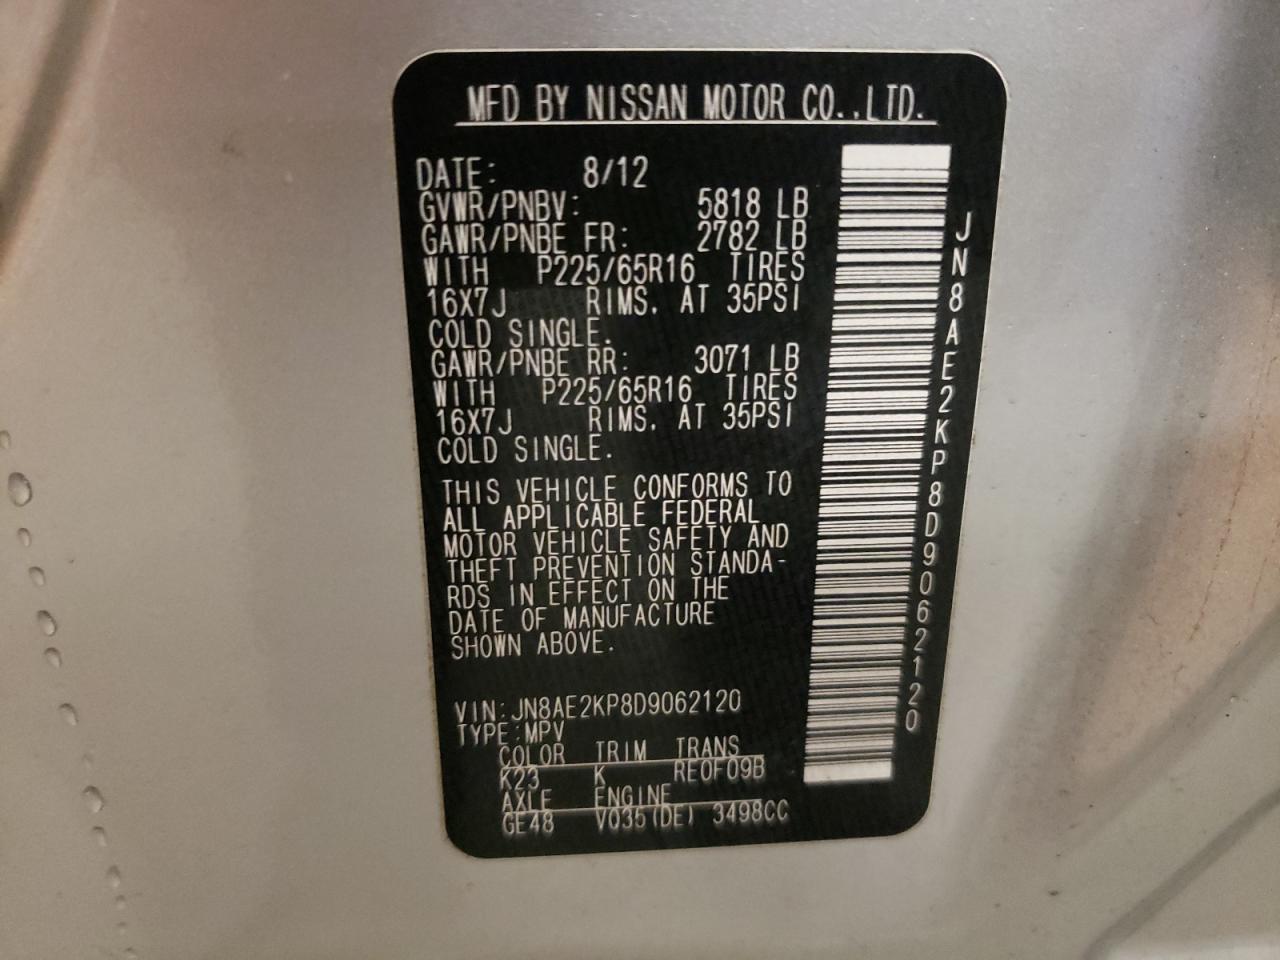 MFD BY NISSAN MOTOR CO.,LTD.
DATE: 8/12
GVWR/PNBV: 5818 LB
GAWR/PNBE FR: 2782 LB
WITH P225/65R16 TIRES
16X7J RIMS. AT 35PSI
COLD SINGLE.
GAWR/PNBE RR: 3071 LB
WITH P225/65R16 TIRES
16X7J RIMS. AT 35PSI
COLD SINGLE.
THIS VEHICLE CONFORMS TO
ALL APPLICABLE FEDERAL
MOTOR VEHICLE SAFETY AND
THEFT PREVENTION STANDA-
RDS IN EFFECT ON THE
DATE OF MANUFACTURE
SHOWN ABOVE.
VIN:JN8AE2KP8D9062120
TYPE:MPV
COLOR TRIM TRANS
K23 K RE0F09B
AXLE ENGINE
GE48 VQ35(DE) 3498CC
JN8AE2KP8D9062120